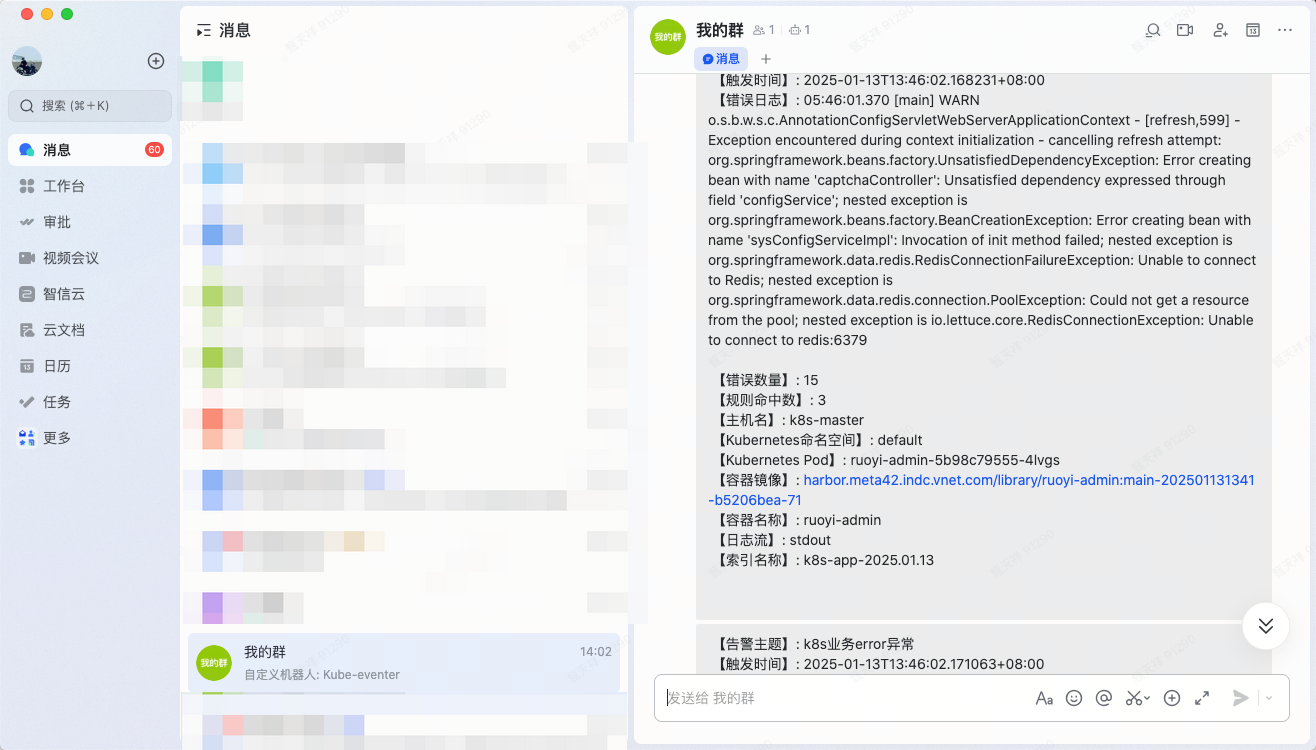 消息
我的群
我的群
1
1
13
消息
搜索 (⌘+K)
消息
60
工作台
审批
视频会议
智信云
云文档
13
日历
任务
更多
【触发时间】: 2025-01-13T13:46:02.168231+08:00
【错误日志】: 05:46:01.370 [main] WARN
o.s.b.w.s.c.AnnotationConfigServletWebServerApplicationContext - [refresh,599] -
Exception encountered during context initialization - cancelling refresh attempt:
org.springframework.beans.factory.UnsatisfiedDependencyException: Error creating
bean with name 'captchaController': Unsatisfied dependency expressed through
field 'configService'; nested exception is
org.springframework.beans.factory.BeanCreationException: Error creating bean with
name 'sysConfigServiceImpl': Invocation of init method failed; nested exception is
org.springframework.data.redis.RedisConnectionFailureException: Unable to connect
to Redis; nested exception is
org.springframework.data.redis.connection.PoolException: Could not get a resource
from the pool; nested exception is io.lettuce.core.RedisConnectionException: Unable
to connect to redis:6379
【错误数量】: 15
【规则命中数】: 3
【主机名】: k8s-master
【Kubernetes命名空间】: default
【Kubernetes Pod】: ruoyi-admin-5b98c79555-4lvgs
【容器镜像】: harbor.meta42.indc.vnet.com/library/ruoyi-admin:main-202501131341
-b5206bea-71
【容器名称】: ruoyi-admin
【日志流】: stdout
【索引名称】: k8s-app-2025.01.13
【告警主题】: k8s业务error异常
【触发时间】: 2025-01-13T13:46:02.171063+08:00
我的群
我的群
14:02
自定义机器人: Kube-eventer
发送给 我的群
Aa